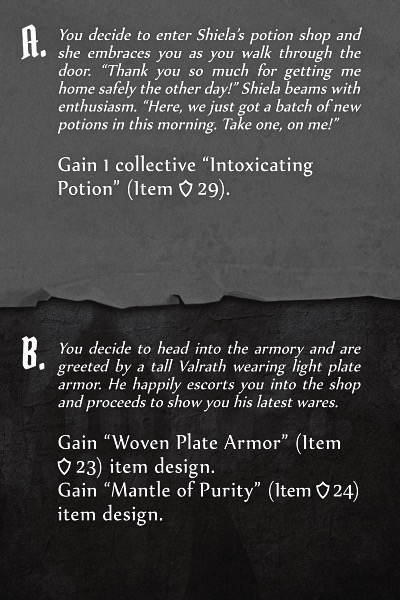 A.
You decide to enter Shiela's potion shop and
she embraces you as you walk through the
door. “Thank you so much for getting me
home safely the other day!” Shiela beams with
enthusiasm. “Here, we just got a batch of new
potions in this morning. Take one, on me!”
Gain 1 collective “Intoxicating
Potion” (Item 29).
B.
You decide to head into the armory and are
greeted by a tall Valrath wearing light plate
armor. He happily escorts you into the shop
and proceeds to show you his latest wares.
Gain “Woven Plate Armor” (Item
23) item design.
Gain “Mantle of Purity” (Item 24)
item design.